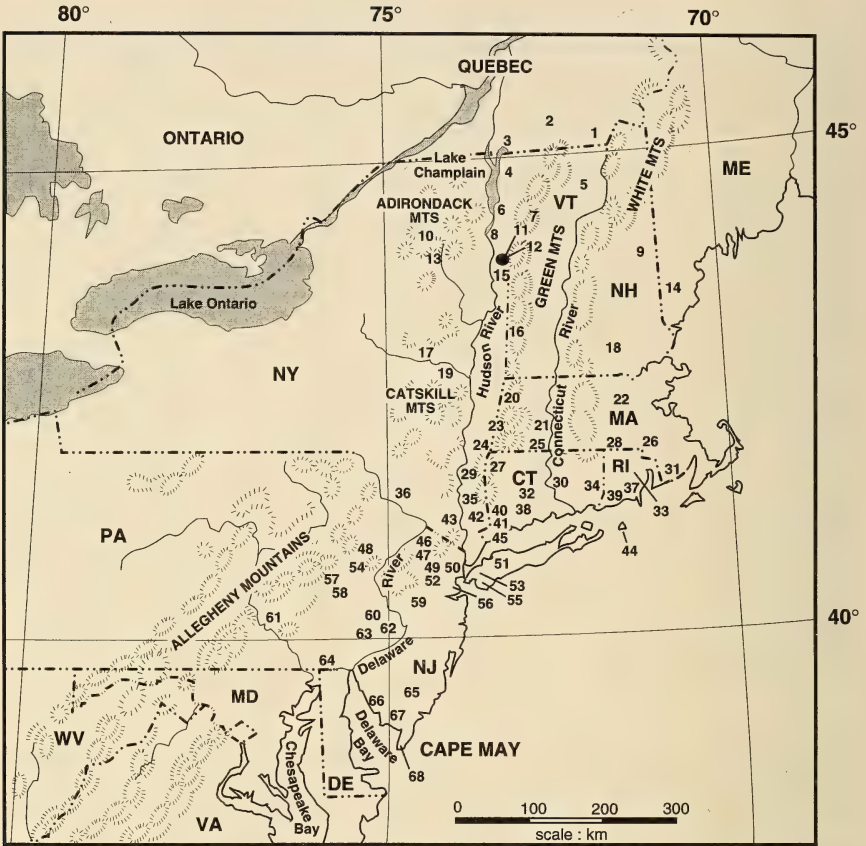 80°
75°
70°
QUEBEC
ONTARIO
2
1
3
45°
Lake
Champlain
4
ME
5
VT
WHITE MTS
ADIRONDACK
MTS
6
7
8
11
12
10
13
9
15
GREEN MTS
NH
14
Lake Ontario
River
16
18
17
19
Hudson River
NY
CATSKILL
MTS
20
22
MA
23
21
24
25
Connecticut
28
26
27
RI
31
29
CT
30
34
37
36
35
32
39
33
38
40
43
42
41
44
45
PA
46
48
47
51
54
49
50
River
53
57
52
55
58
56
59
ALLEGHENY MOUNTAINS
61
60
40°
62
63
64
Delaware
NJ
MD
65
66
67
WV
Delaware
Bay
CAPE MAY
68
Chesapeake
Bay
DE
VA
0
100
200
300
scale : km